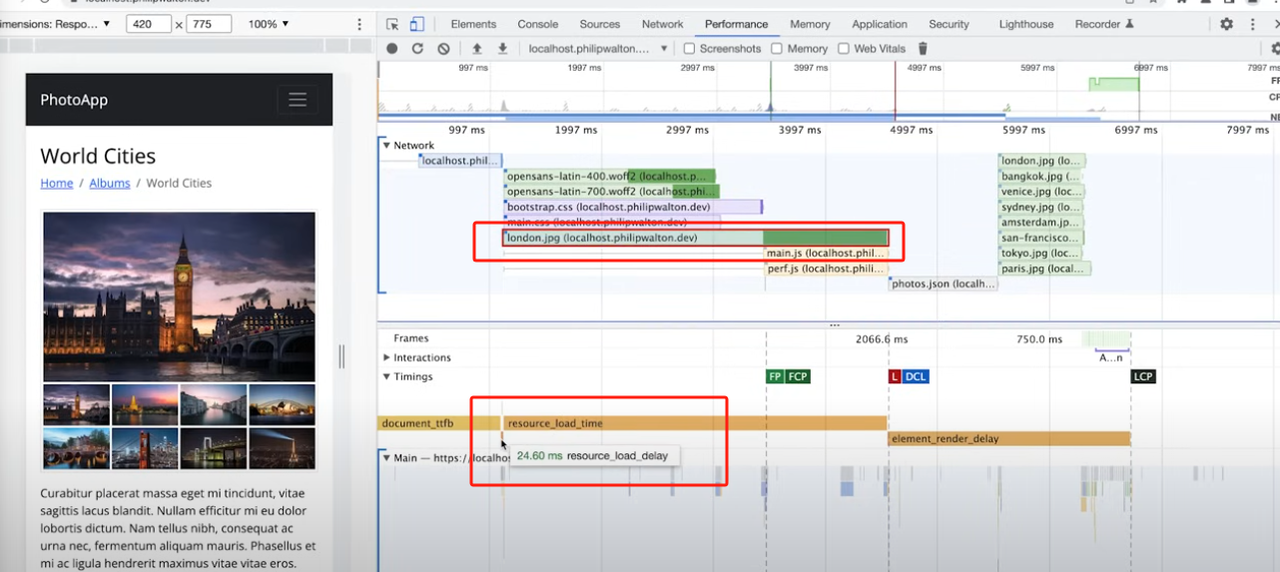 localhost.philipwalton.dev
imensions: Respo... ▼ 420 × 775 100% ▼
Elements Console Sources Network Performance Memory Application Security Lighthouse Recorder
localhost.philipwalton.... ▼ Screenshots Memory Web Vitals
997 ms 1997 ms 2997 ms 3997 ms 4997 ms 5997 ms 6997 ms 7997 ms
997 ms 1997 ms 2997 ms 3997 ms 4997 ms 5997 ms 6997 ms 7997 ms
Network
localhost.phil...
opensans-latin-400.woff2 (localhost.p...
opensans-latin-700.woff2 (localhost.phi...
bootstrap.css (localhost.philipwalton.dev)
main.css (localhost.philipwalton.dev)
london.jpg (localhost.philipwalton.dev)
main.js (localhost.phil...
perf.js (localhost.phili...
photos.json (localh...
london.jpg (lo...
bangkok.jpg (...
venice.jpg (loc...
sydney.jpg (lo...
amsterdam.jp...
san-francisco...
tokyo.jpg (loc...
paris.jpg (local...
Frames 2066.6 ms 750.0 ms
Interactions A...n
Timings FP FCP L DCL LCP
document_ttfb resource_load_time
element_render_delay
24.60 ms resource_load_delay
Main — https://localhos
PhotoApp
World Cities
Home / Albums / World Cities
Curabitur placerat massa eget mi tincidunt, vitae
sagittis lacus blandit. Nullam efficitur mi eu dolor
lobortis dictum. Nam tellus nibh, consequat ac
urna nec, fermentum aliquam mauris. Phasellus et
mi ac ligula hendrerit maximus vitae vitae eros.